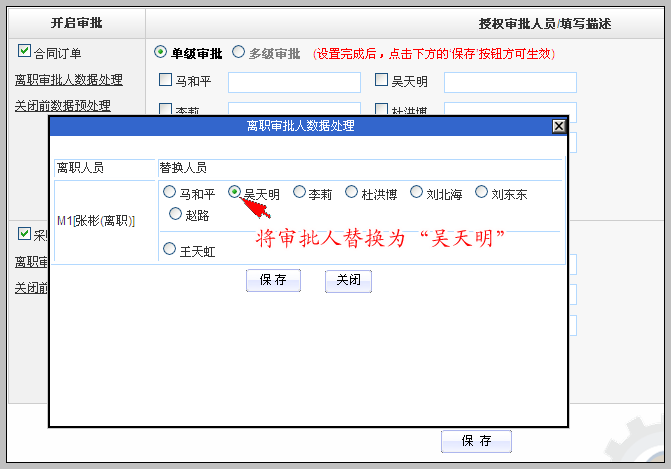 开启审批 授权审批人员/填写描述
合同订单 单级审批 多级审批 (设置完成后，点击下方的'保存'按钮方可生效)
离职审批人数据处理 马和平 吴天明
关闭前数据预处理 李莉 杜洪博
离职审批人数据处理
离职人员 替换人员
马和平 吴天明 李莉 杜洪博 刘北海 刘东东
M1[张彬(离职)] 赵路
将审批人替换为“吴天明”
王天虹
保存 关闭
采
离职审
关闭前
保存